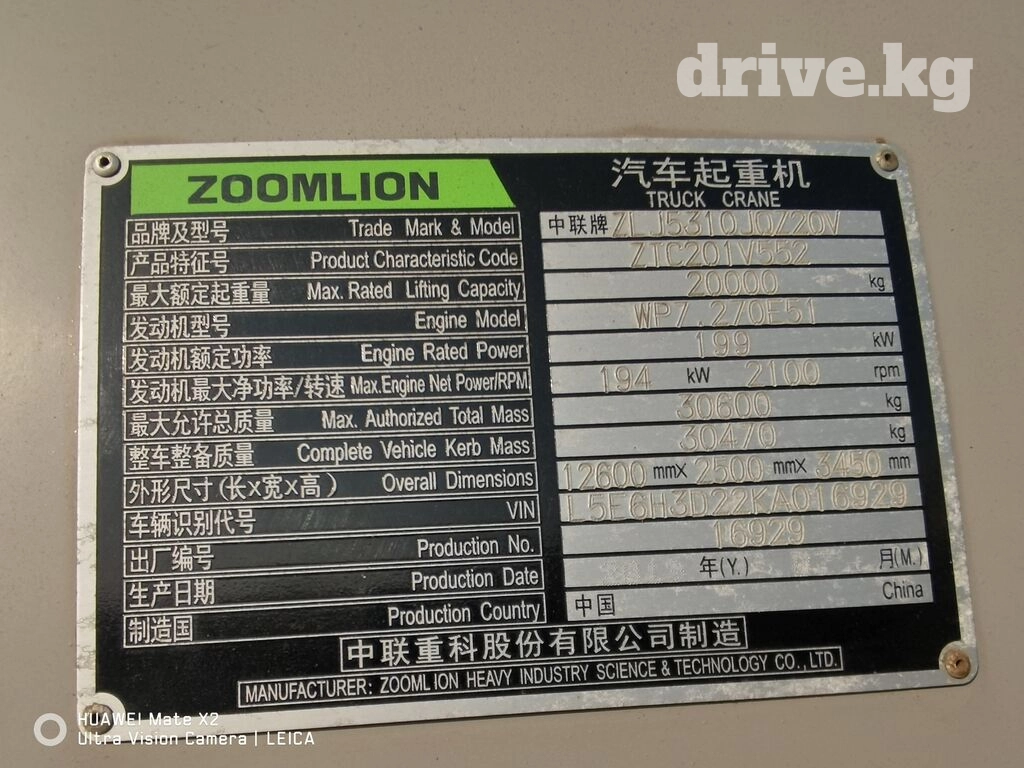 drive.kg
ZOOMLION
汽车起重机
TRUCK CRANE
品牌及型号 Trade Mark & Model 中联牌 ZLJ5310JQZ20V
产品特征号 Product Characteristic Code ZTC201V552
最大额定起重量 Max. Rated Lifting Capacity 20000 kg
发动机型号 Engine Model WP7.270E51
发动机额定功率 Engine Rated Power 199 kW
发动机最大净功率/转速 Max.Engine Net Power/RPM 194 kW 2100 rpm
最大允许总质量 Max. Authorized Total Mass 30600 kg
整车整备质量 Complete Vehicle Kerb Mass 30470 kg
外形尺寸(长X宽X高) Overall Dimensions 12600 mmX 2500 mmX 3450 mm
车辆识别代号 VIN L5E6H3D22KA016929
出厂编号 Production No. 16929
生产日期 Production Date 年(Y.) 月(M.)
制造国 Production Country 中国 China
中联重科股份有限公司制造
MANUFACTURER: ZOOMLION HEAVY INDUSTRY SCIENCE & TECHNOLOGY CO., LTD.
HUAWEI Mate X2
Ultra Vision Camera | LEICA